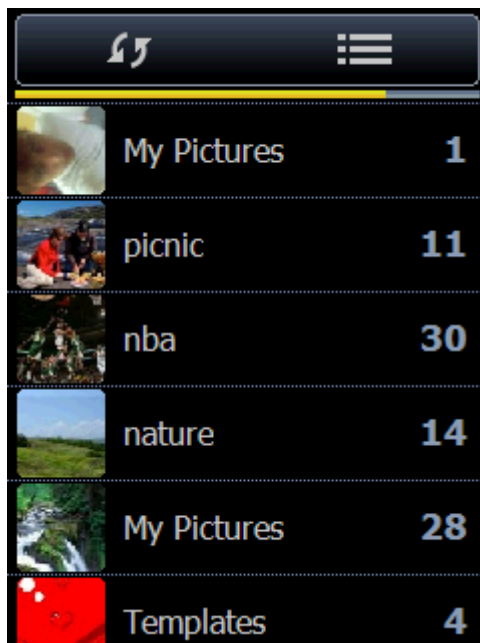 My Pictures 1
picnic 11
nba 30
nature 14
My Pictures 28
Templates 4